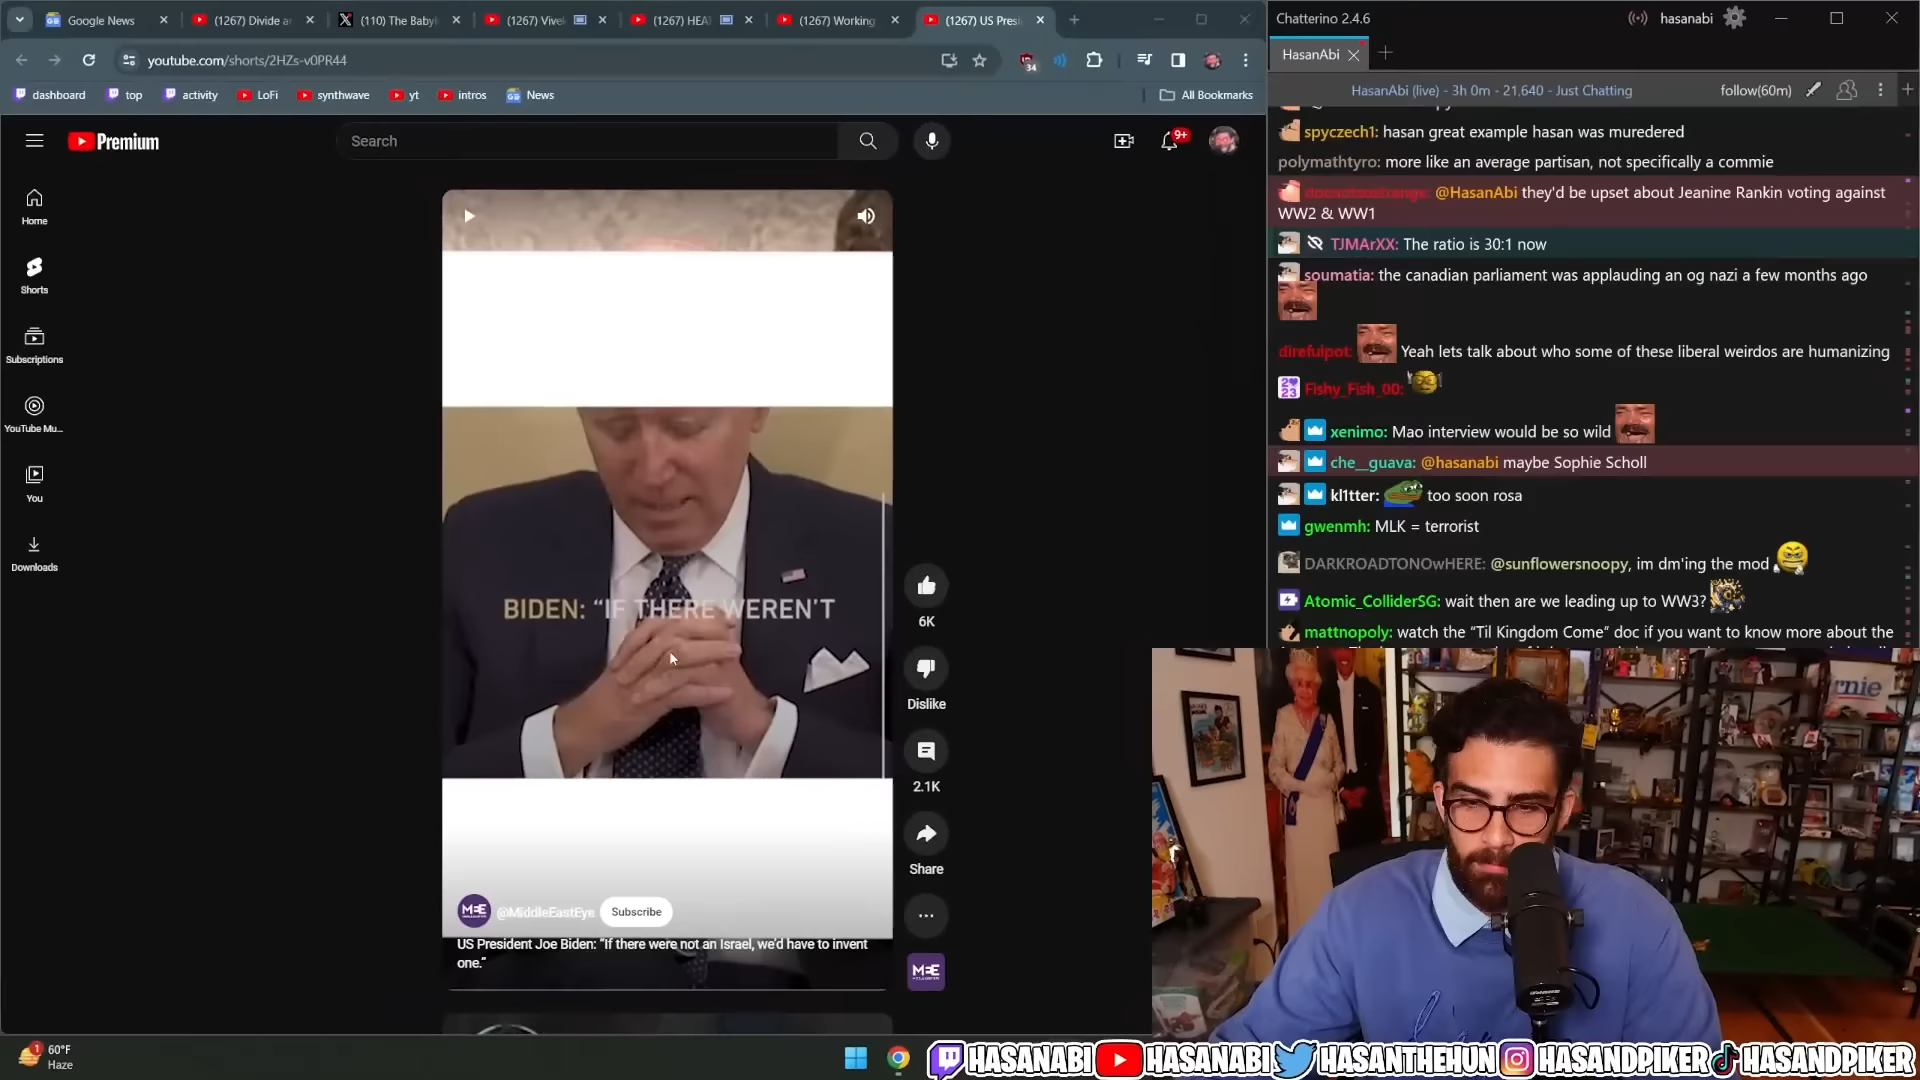 Google News
(1267) Divide a
(110) The Baby
(1267) Vive
(1267) HEA
(1267) Working
(1267) US Presi
youtube.com/shorts/2HZs-v0PR44
34
dashboard
top
activity
LoFi
synthwave
yt
intros
News
All Bookmarks
Premium
Search
9+
Home
Shorts
Subscriptions
YouTube Mu...
You
Downloads
BIDEN: “IF THERE WEREN'T
6K
Dislike
2.1K
Share
MEE
@MiddleEastEye
Subscribe
US President Joe Biden: “If there were not an Israel, we'd have to invent
one.”
MEE
60°F
Haze
1
Chatterino 2.4.6
hasanabi
HasanAbi
HasanAbi (live) - 3h 0m - 21,640 - Just Chatting
follow(60m)
spyczech1: hasan great example hasan was muredered
polymathtyro: more like an average partisan, not specifically a commie
@HasanAbi they'd be upset about Jeanine Rankin voting against
WW2 & WW1
TJMArXX: The ratio is 30:1 now
soumatia: the canadian parliament was applauding an og nazi a few months ago
direfulpot: Yeah lets talk about who some of these liberal weirdos are humanizing
2 23
Fishy_Fish_00:
xenimo: Mao interview would be so wild
che__guava: @hasanabi maybe Sophie Scholl
kl1tter: too soon rosa
gwenmh: MLK = terrorist
DARKROADTONOwHERE: @sunflowersnoopy, im dm'ing the mod
Atomic_ColliderSG: wait then are we leading up to WW3?
mattnopoly: watch the “Til Kingdom Come” doc if you want to know more about the
rnie
HASANABI
HASANABI
HASANTHEHUN
HASANDPIKER
HASANDPIKER